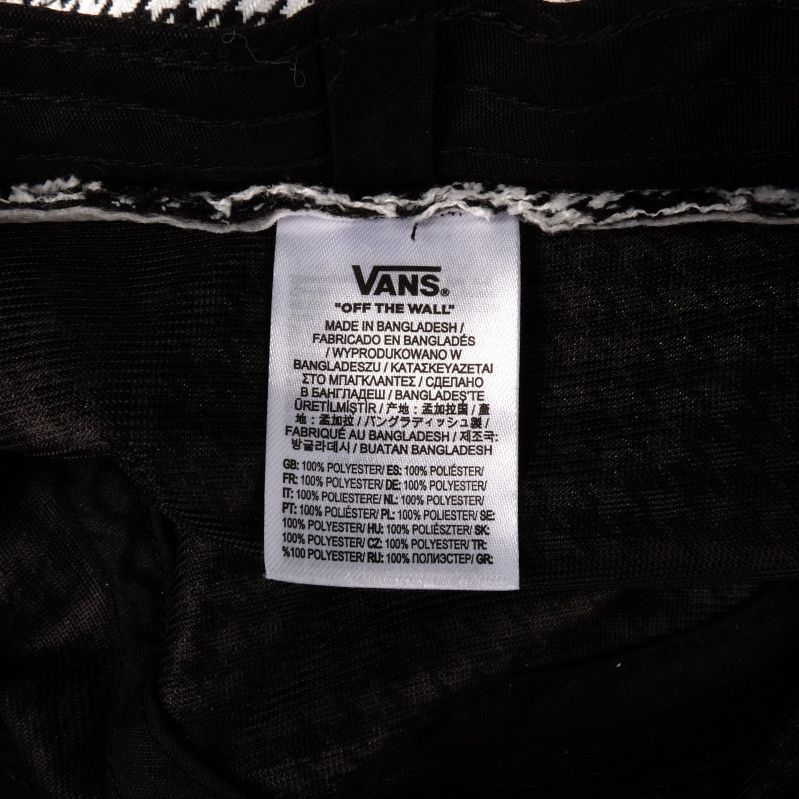 VANS®
"OFF THE WALL"
MADE IN BANGLADESH /
FABRICADO EN BANGLADÉS
/ WYPRODUKOWANO W
BANGLADESZU / ΚΑΤΑΣΚΕΥΑΖΕΤΑΙ
ΣΤΟ ΜΠΑΓΚΛΑΝΤΕΣ / СДЕЛАНО
В БАНГЛАДЕШ / BANGLADEŞ'TE
ÜRETİLMİŞTİR / 产地：孟加拉国 / 產
地：孟加拉 / バングラディッシュ製 /
FABRIQUÉ AU BANGLADESH / 제조국:
방글라데시 / BUATAN BANGLADESH
GB: 100% POLYESTER/ ES: 100% POLIÉSTER/
FR: 100% POLYESTER/ DE: 100% POLYESTER/
IT: 100% POLIESTERE/ NL: 100% POLYESTER/
PT: 100% POLIÉSTER/ PL: 100% POLIESTER/ SE:
100% POLYESTER/ HU: 100% POLIÉSZTER/ SK:
100% POLYESTER/ CZ: 100% POLYESTER/ TR:
%100 POLYESTER/ RU: 100% ПОЛИЭСТЕР/ GR: